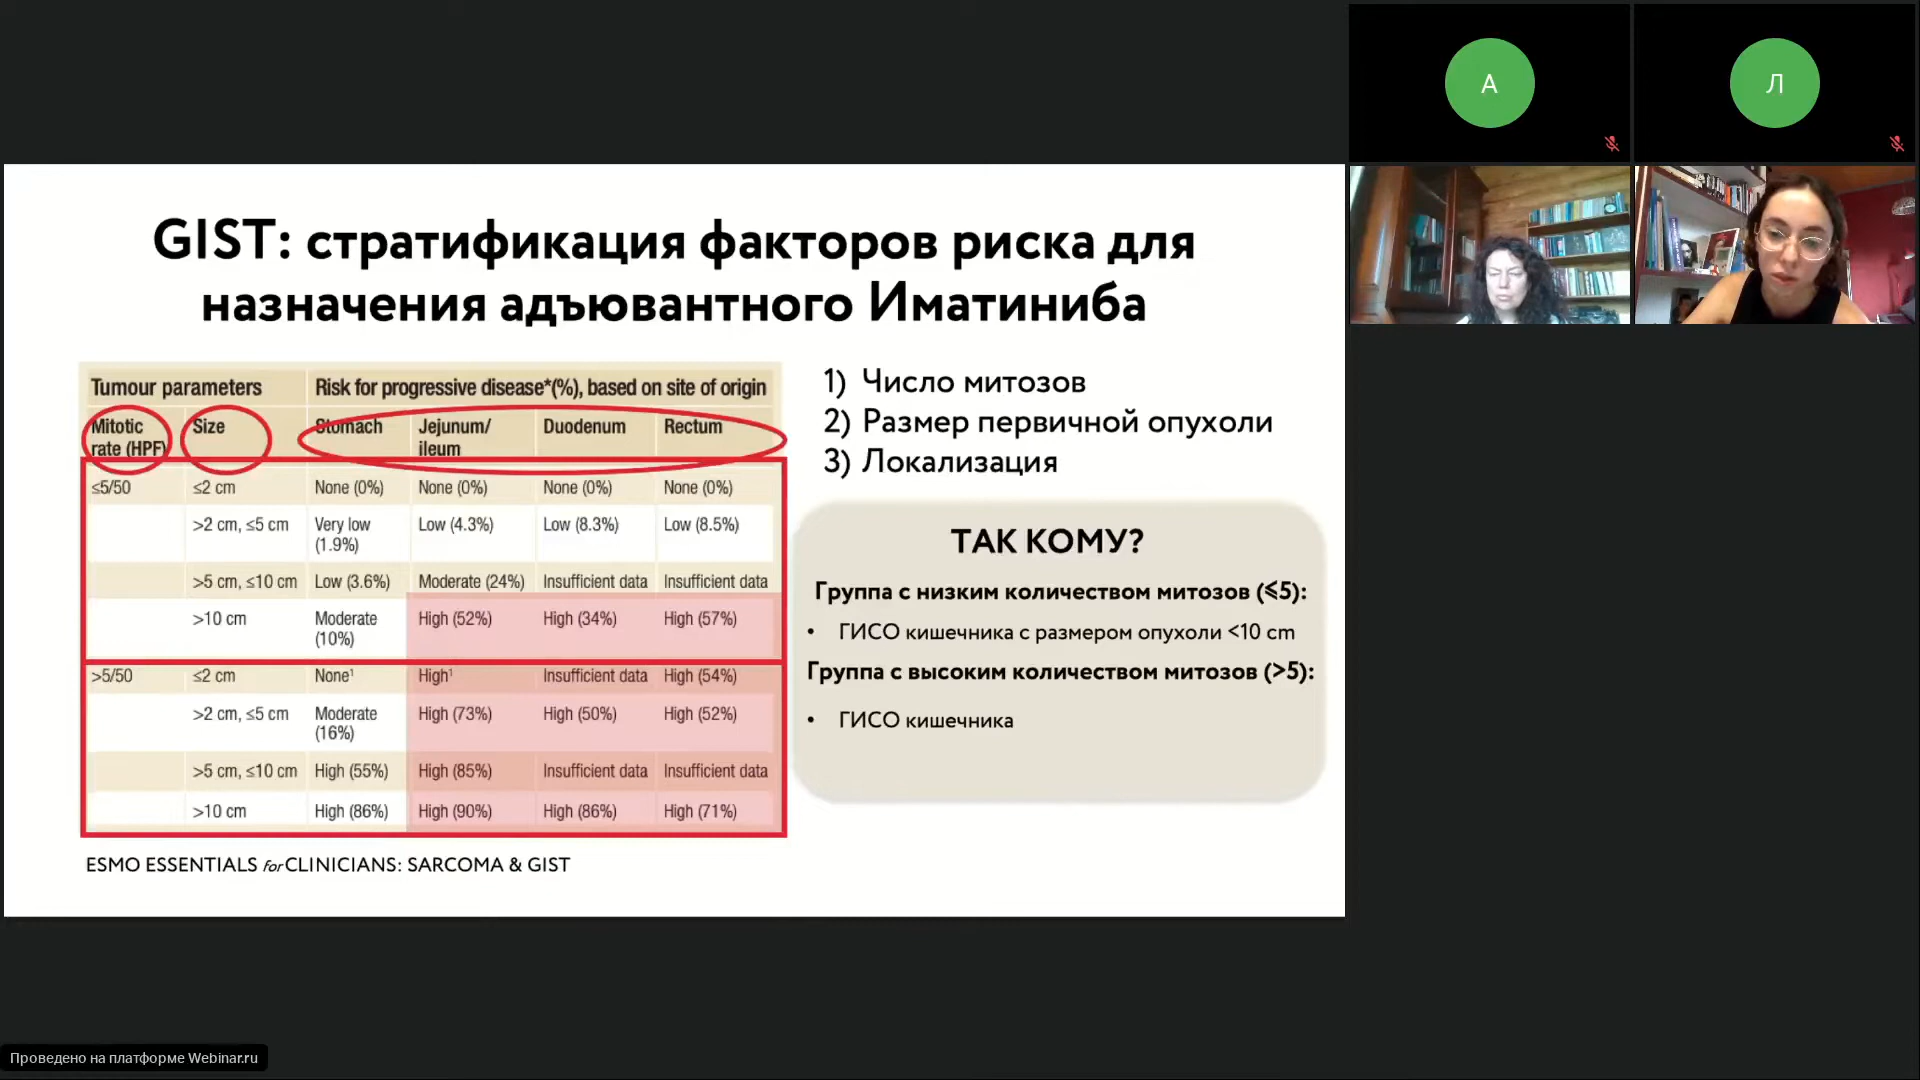 А
Л
GIST: стратификация факторов риска для
назначения адъювантного Иматиниба
Tumour parameters Risk for progressive disease*(%), based on site of origin
Mitotic rate (HPF) Size Stomach Jejunum/ileum Duodenum Rectum
≤5/50 ≤2 cm None (0%) None (0%) None (0%) None (0%)
>2 cm, ≤5 cm Very low (1.9%) Low (4.3%) Low (8.3%) Low (8.5%)
>5 cm, ≤10 cm Low (3.6%) Moderate (24%) Insufficient data Insufficient data
>10 cm Moderate (10%) High (52%) High (34%) High (57%)
>5/50 ≤2 cm None¹ High¹ Insufficient data High (54%)
>2 cm, ≤5 cm Moderate (16%) High (73%) High (50%) High (52%)
>5 cm, ≤10 cm High (55%) High (85%) Insufficient data Insufficient data
>10 cm High (86%) High (90%) High (86%) High (71%)
ESMO ESSENTIALS for CLINICIANS: SARCOMA & GIST
1) Число митозов
2) Размер первичной опухоли
3) Локализация
ТАК КОМУ?
Группа с низким количеством митозов (⩽5):
• ГИСО кишечника с размером опухоли <10 cm
Группа с высоким количеством митозов (>5):
• ГИСО кишечника
Проведено на платформе Webinar.ru